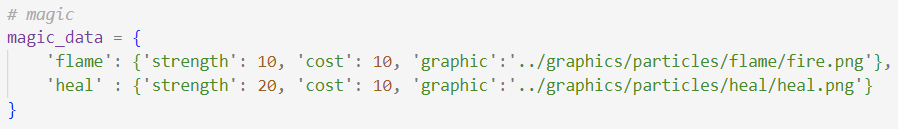 # magic
magic_data = {
    'flame': {'strength': 10, 'cost': 10, 'graphic':'../graphics/particles/flame/fire.png'},
    'heal' : {'strength': 20, 'cost': 10, 'graphic':'../graphics/particles/heal/heal.png'}
}